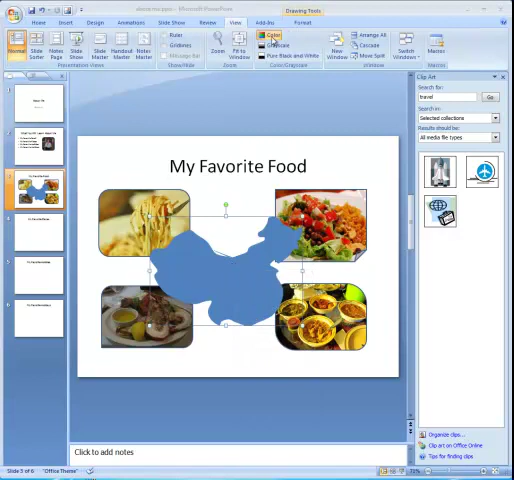 Microsoft PowerPoint
Drawing Tools
Home
Insert
Design
Animations
Slide Show
Review
View
Add-Ins
Format
Normal
Slide Sorter
Notes Page
Slide Show
Slide Master
Handout Master
Notes Master
Presentation Views
Ruler
Gridlines
Message Bar
Show/Hide
Zoom
Fit to Window
Zoom
Color
Grayscale
Pure Black and White
Color/Grayscale
New Window
Arrange All
Cascade
Move Split
Window
Switch Windows
Macros
Macros
Clip Art
Search for:
travel
Go
Search in:
Selected collections
Results should be:
All media file types
My Favorite Food
Organize clips...
Clip art on Office Online
Tips for finding clips
Click to add notes
Slide 3 of 6
"Office Theme"